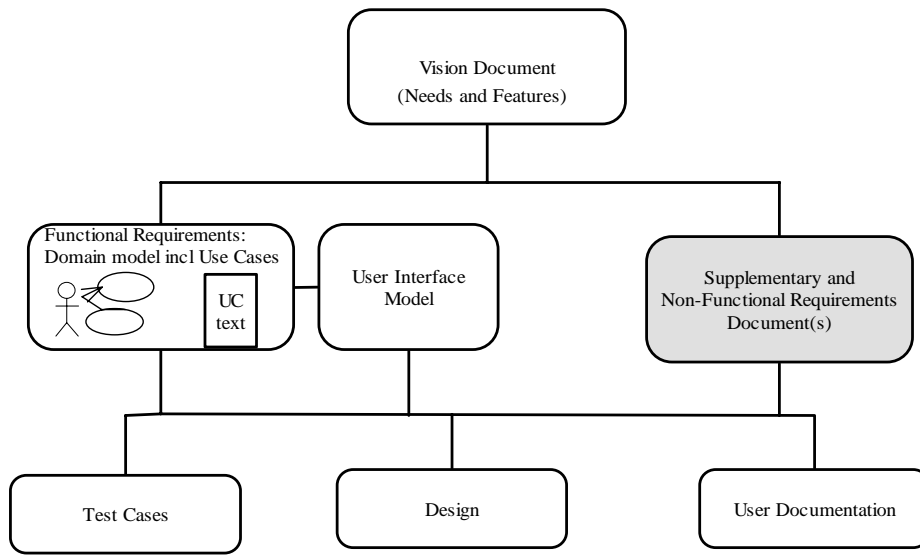 Vision Document
(Needs and Features)
Functional Requirements:
Domain model incl Use Cases
UC
text
User Interface
Model
Supplementary and
Non-Functional Requirements
Document(s)
Test Cases
Design
User Documentation